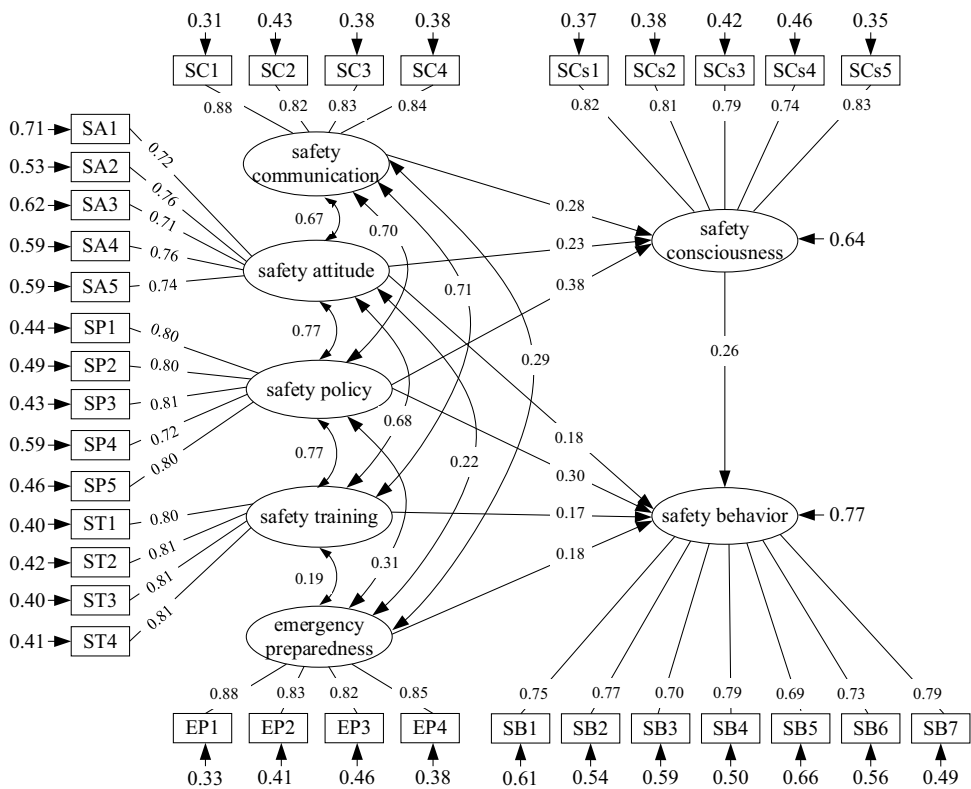 0.31 0.43 0.38 0.38 0.37 0.38 0.42 0.46 0.35
SC1 SC2 SC3 SC4 SCs1 SCs2 SCs3 SCs4 SCs5
0.88 0.82 0.83 0.84 0.82 0.81 0.79 0.74 0.83
0.71 SA1 0.72
0.53 SA2 0.76
0.62 SA3 0.71
0.59 SA4 0.76
0.59 SA5 0.74
safety
communication
0.67 0.70 0.28
safety attitude 0.23
safety
consciousness
0.64
0.38
0.71
0.44 SP1 0.80
0.49 SP2 0.80
0.43 SP3 0.81
0.59 SP4 0.72
0.46 SP5 0.80
0.77 0.29 0.26
safety policy
0.77 0.68 0.22 0.18
0.30
0.40 ST1 0.80
0.42 ST2 0.81
0.40 ST3 0.81
0.41 ST4 0.81
safety training 0.17 safety behavior 0.77
0.19 0.31 0.18
emergency
preparedness
0.88 0.83 0.82 0.85 0.75 0.77 0.70 0.79 0.69 0.73 0.79
EP1 EP2 EP3 EP4 SB1 SB2 SB3 SB4 SB5 SB6 SB7
0.33 0.41 0.46 0.38 0.61 0.54 0.59 0.50 0.66 0.56 0.49